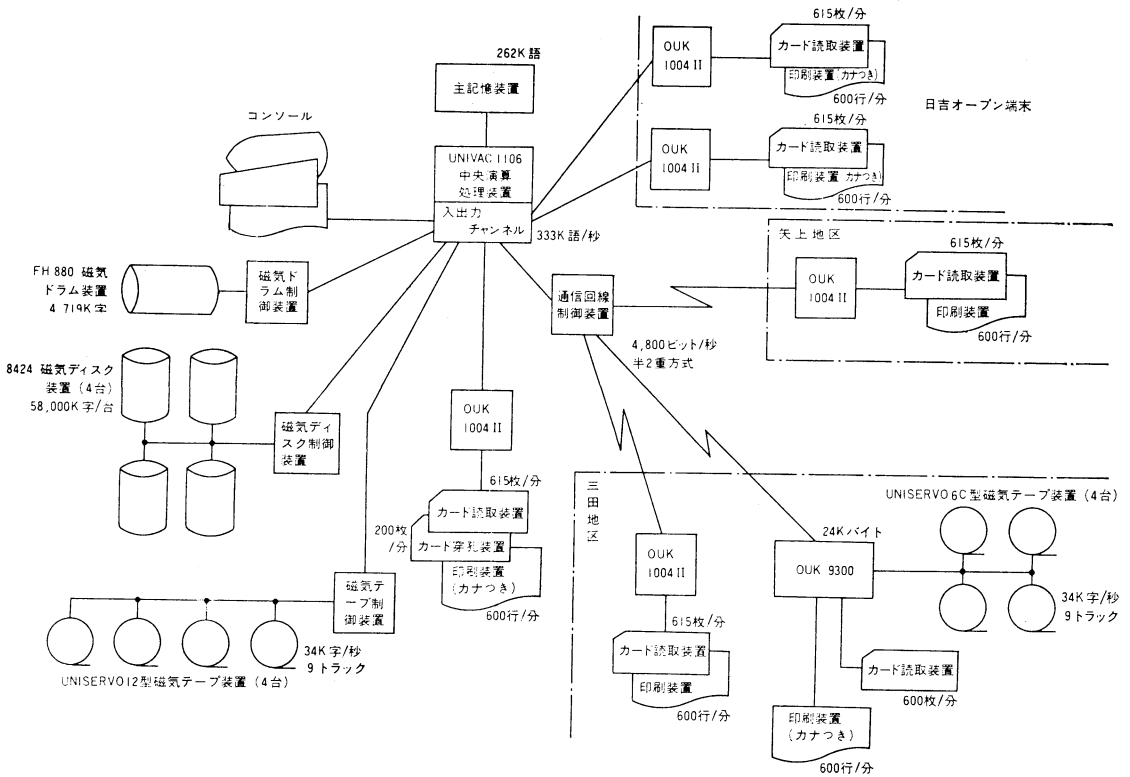 262K 語
主記憶装置
コンソール
UNIVAC 1106
中央演算
処理装置
入出力
チャンネル
333K 語/秒
FH 880 磁気
ドラム装置
4 719K 字
磁気ド
ラム制
御装置
8424 磁気ディスク
装置 (4台)
58,000K 字/台
磁気ディ
スク制御
装置
磁気テ
ープ制
御装置
34K 字/秒
9 トラック
UNISERVO12型磁気テープ装置 (4台)
OUK
1004 II
615枚/分
カード読取装置
200枚
/分
カード穿孔装置
印刷装置
(カナつき)
600行/分
通信回線
制御装置
4,800ビット/秒
半2重方式
615枚/分
OUK
1004 II
カード読取装置
印刷装置(カナつき)
600行/分
日吉オープン端末
615枚/分
OUK
1004 II
カード読取装置
印刷装置 カナつき)
600行/分
矢上地区
615枚/分
OUK
1004 II
カード読取装置
印刷装置
600行/分
三田地区
OUK
1004 II
615枚/分
カード読取装置
印刷装置
600行/分
24K バイト
OUK 9300
UNISERVO 6C 型磁気テープ装置 (4台)
34K 字/秒
9 トラック
カード読取装置
600枚/分
印刷装置
(カナつき)
600行/分